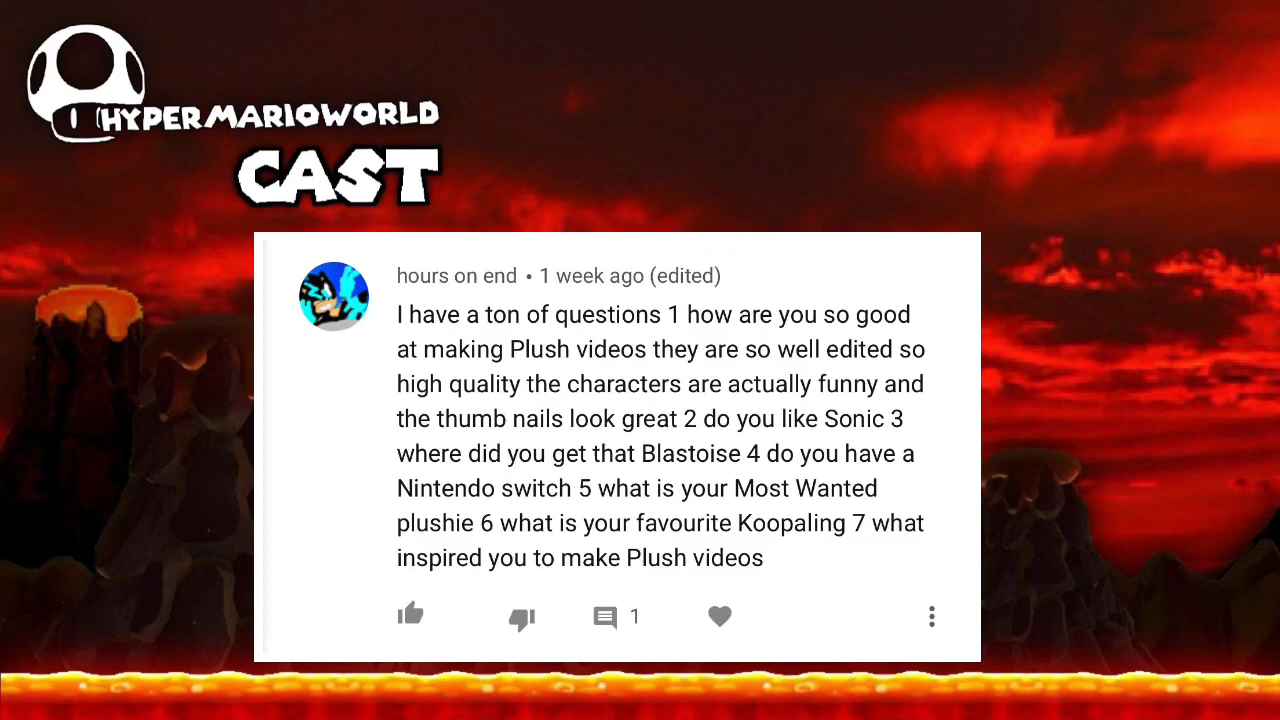 HYPERMARIOWORLD
CAST
hours on end • 1 week ago (edited)
I have a ton of questions 1 how are you so good
at making Plush videos they are so well edited so
high quality the characters are actually funny and
the thumb nails look great 2 do you like Sonic 3
where did you get that Blastoise 4 do you have a
Nintendo switch 5 what is your Most Wanted
plushie 6 what is your favourite Koopaling 7 what
inspired you to make Plush videos
1